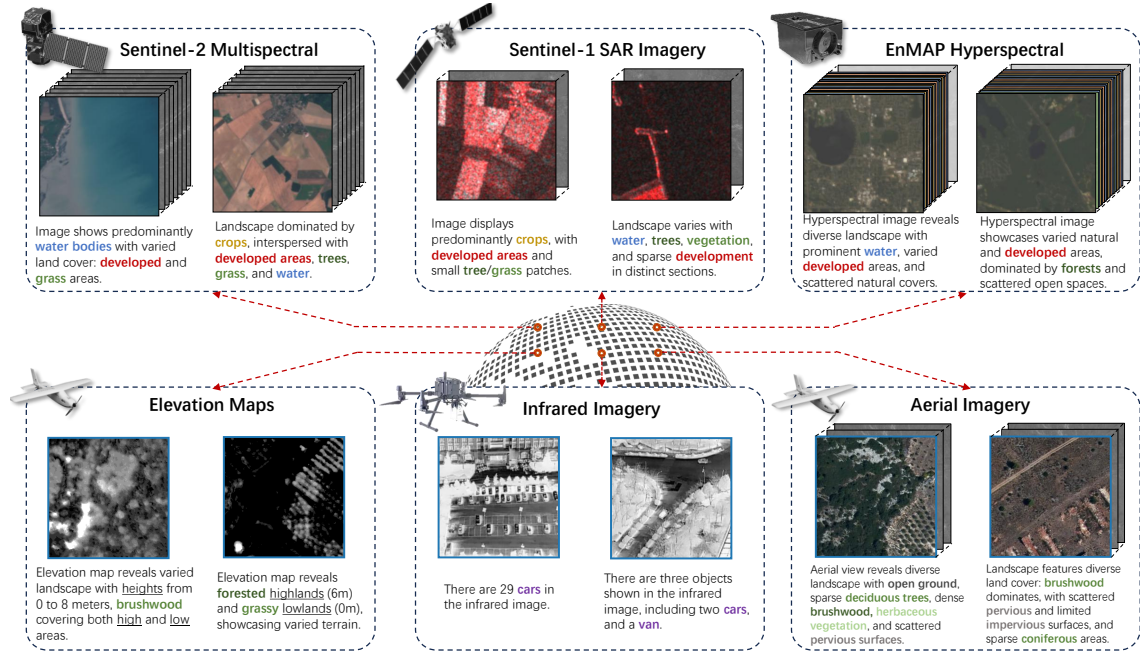 Sentinel-2 Multispectral
Image shows predominantly
water bodies with varied
land cover: developed and
grass areas.
Landscape dominated by
crops, interspersed with
developed areas, trees,
grass, and water.
Sentinel-1 SAR Imagery
Image displays
predominantly crops, with
developed areas and
small tree/grass patches.
Landscape varies with
water, trees, vegetation,
and sparse development
in distinct sections.
EnMAP Hyperspectral
Hyperspectral image reveals
diverse landscape with
prominent water, varied
developed areas, and
scattered natural covers.
Hyperspectral image
showcases varied natural
and developed areas,
dominated by forests and
scattered open spaces.
Elevation Maps
Elevation map reveals varied
landscape with heights from
0 to 8 meters, brushwood
covering both high and low
areas.
Elevation map reveals
forested highlands (6m)
and grassy lowlands (0m),
showcasing varied terrain.
Infrared Imagery
There are 29 cars in
the infrared image.
There are three objects
shown in the infrared
image, including two cars,
and a van.
Aerial Imagery
Aerial view reveals diverse
landscape with open ground,
sparse deciduous trees, dense
brushwood, herbaceous
vegetation, and scattered
pervious surfaces.
Landscape features diverse
land cover: brushwood
dominates, with scattered
pervious and limited
impervious surfaces, and
sparse coniferous areas.